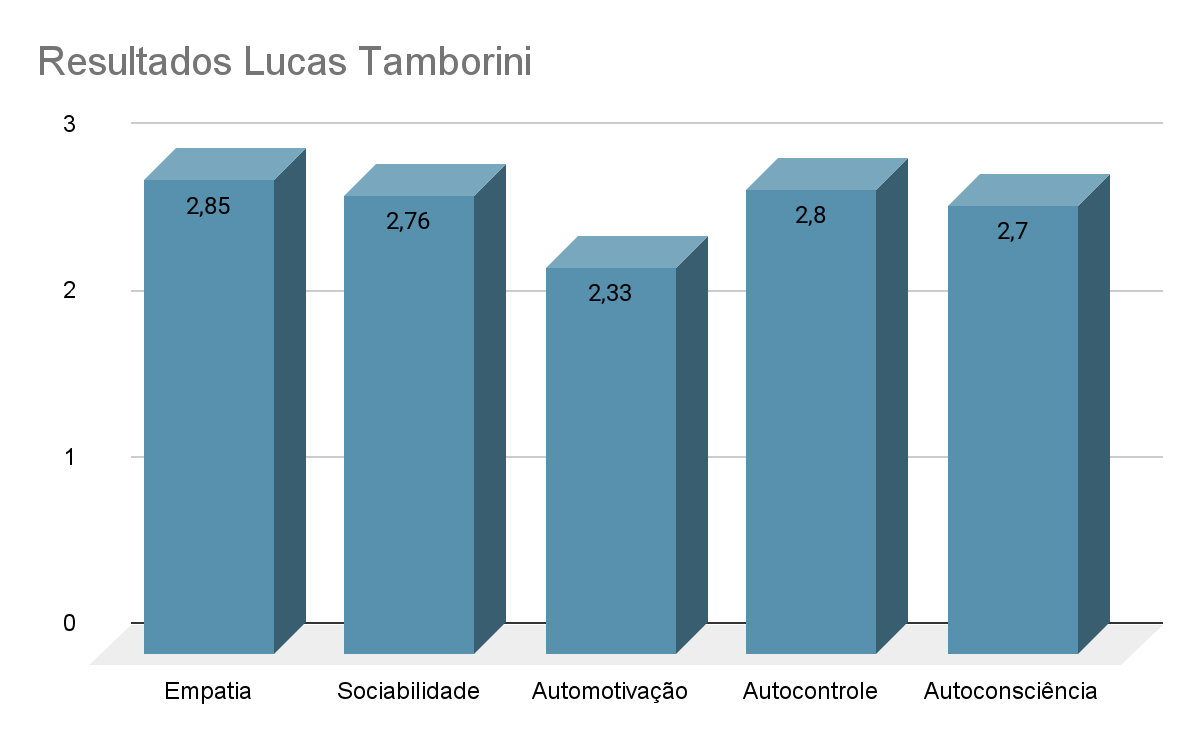 Resultados Lucas Tamborini
3
2,85
2,76
2,33
2,8
2,7
2
1
0
Empatia
Sociabilidade
Automotivação
Autocontrole
Autoconsciência